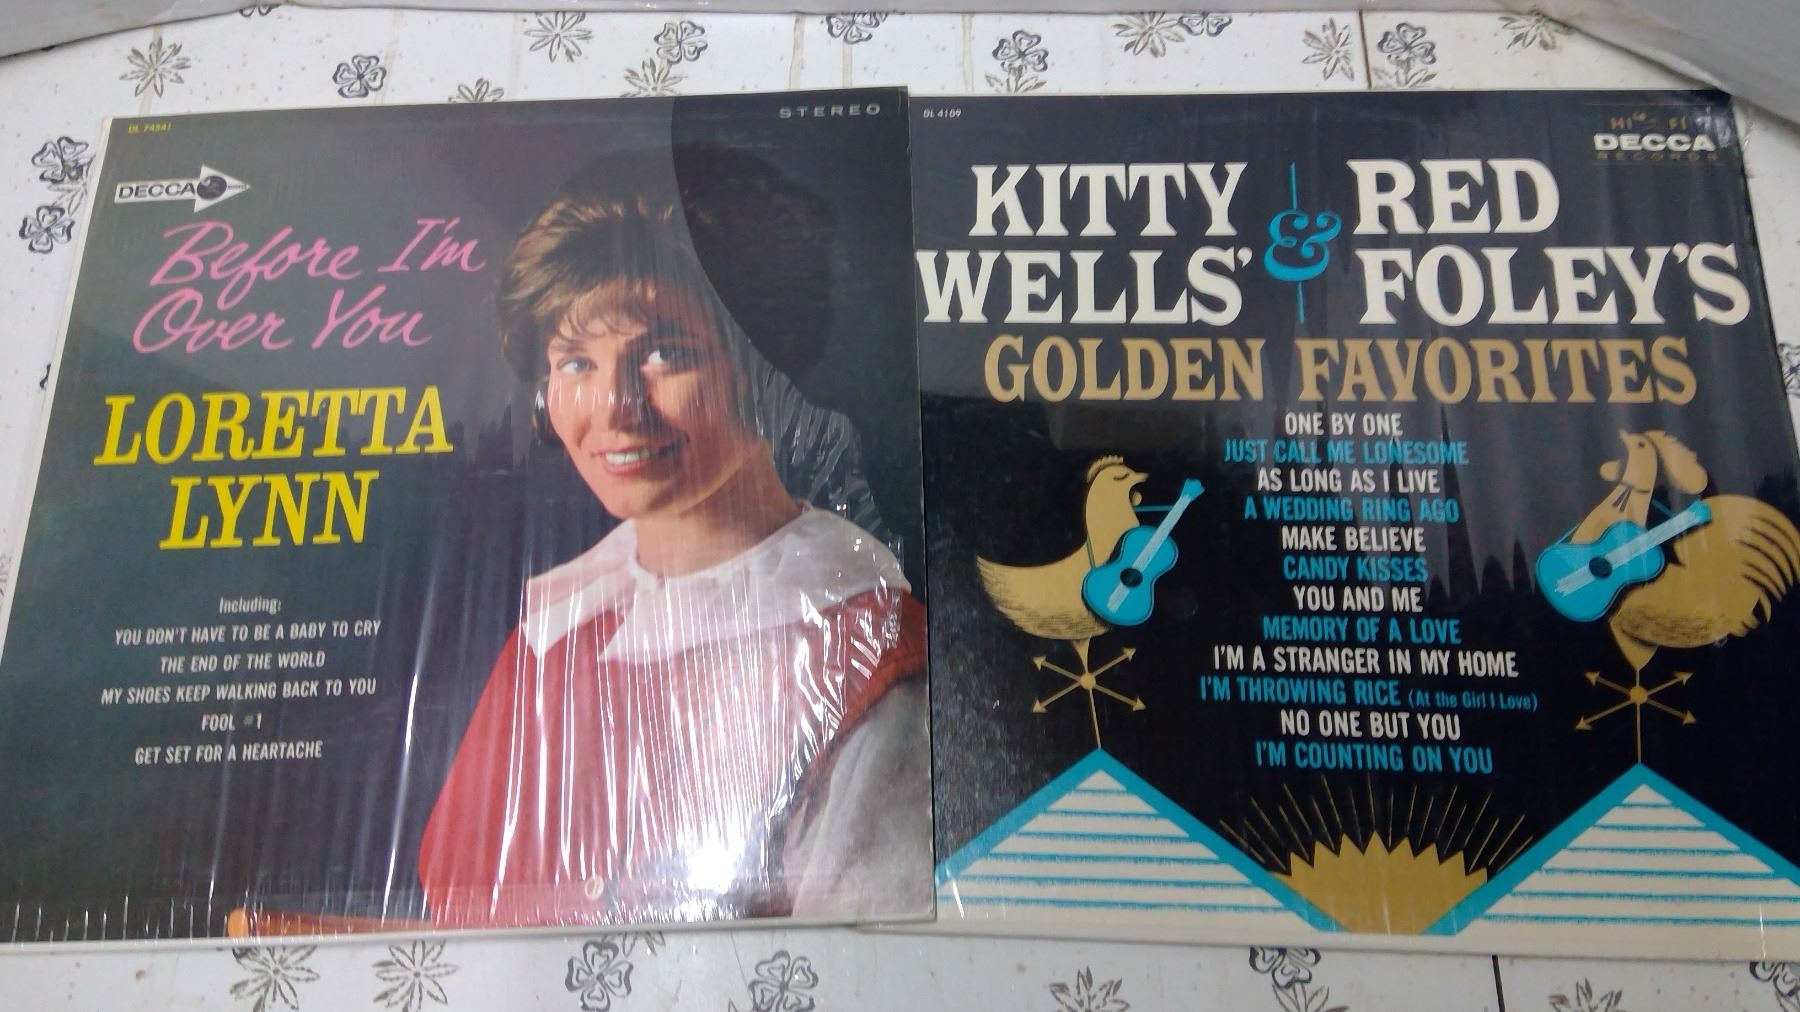 DL 74541
STEREO
DECCA
Before I'm
Over You
LORETTA
LYNN
Including:
YOU DON'T HAVE TO BE A BABY TO CRY
THE END OF THE WORLD
MY SHOES KEEP WALKING BACK TO YOU
FOOL #1
GET SET FOR A HEARTACHE
DL 4109
HI-FI
DECCA
RECORDS
KITTY & RED
WELLS' FOLEY'S
GOLDEN FAVORITES
ONE BY ONE
JUST CALL ME LONESOME
AS LONG AS I LIVE
A WEDDING RING AGO
MAKE BELIEVE
CANDY KISSES
YOU AND ME
MEMORY OF A LOVE
I'M A STRANGER IN MY HOME
I'M THROWING RICE (At the Girl I Love)
NO ONE BUT YOU
I'M COUNTING ON YOU